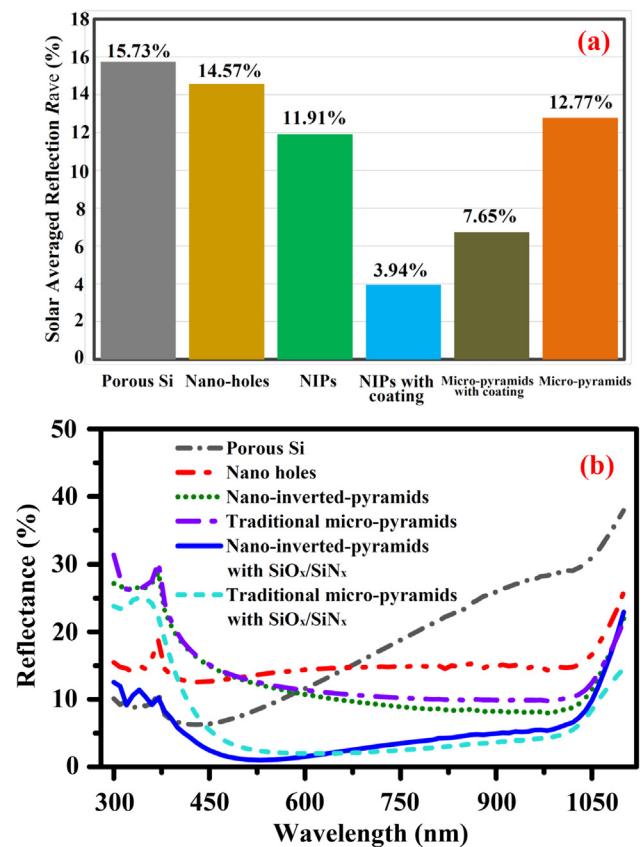 (a)
Solar Averaged Reflection Rave (%)
18
16
14
12
10
8
6
4
2
0
15.73%
14.57%
11.91%
3.94%
7.65%
12.77%
Porous Si
Nano-holes
NIPs
NIPs with
coating
Micro-pyramids
with coating
Micro-pyramids
(b)
Reflectance (%)
50
40
30
20
10
0
Porous Si
Nano holes
Nano-inverted-pyramids
Traditional micro-pyramids
Nano-inverted-pyramids
with SiOₓ/SiNₓ
Traditional micro-pyramids
with SiOₓ/SiNₓ
300
450
600
750
900
1050
Wavelength (nm)